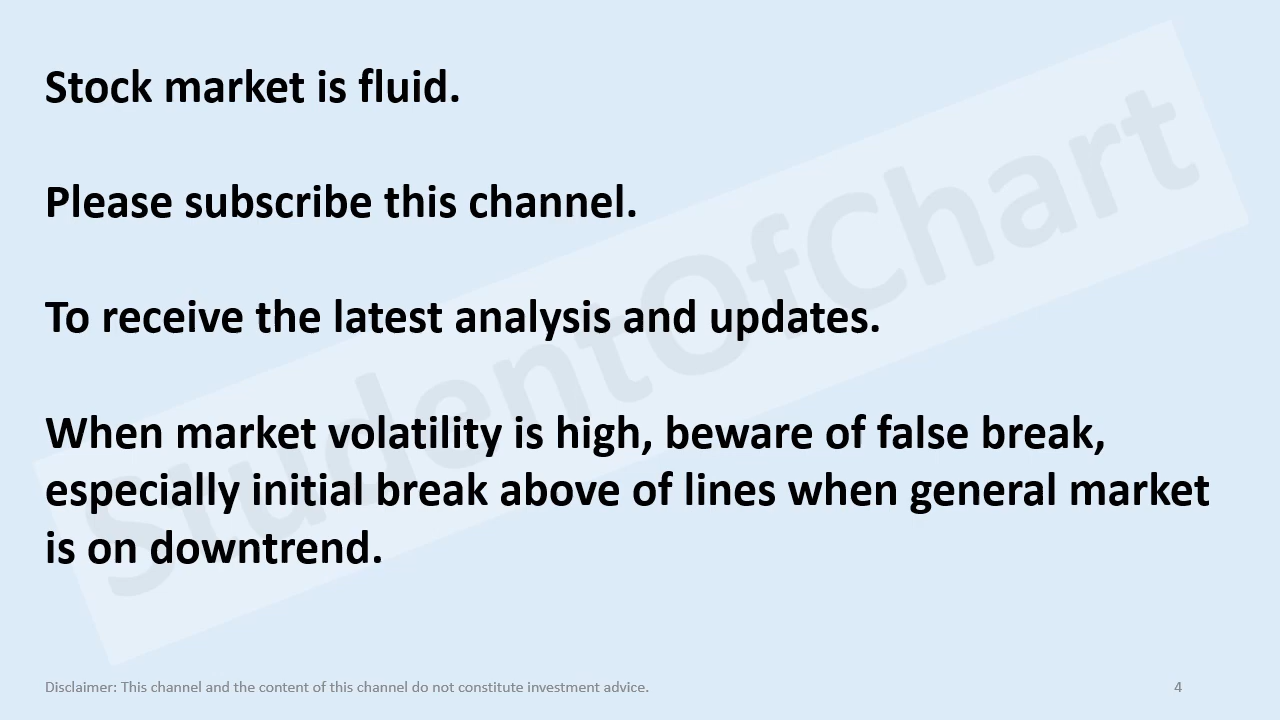 Stock market is fluid.
Please subscribe this channel.
To receive the latest analysis and updates.
When market volatility is high, beware of false break,
especially initial break above of lines when general market
is on downtrend.
StudentOfChart
Disclaimer: This channel and the content of this channel do not constitute investment advice.
4